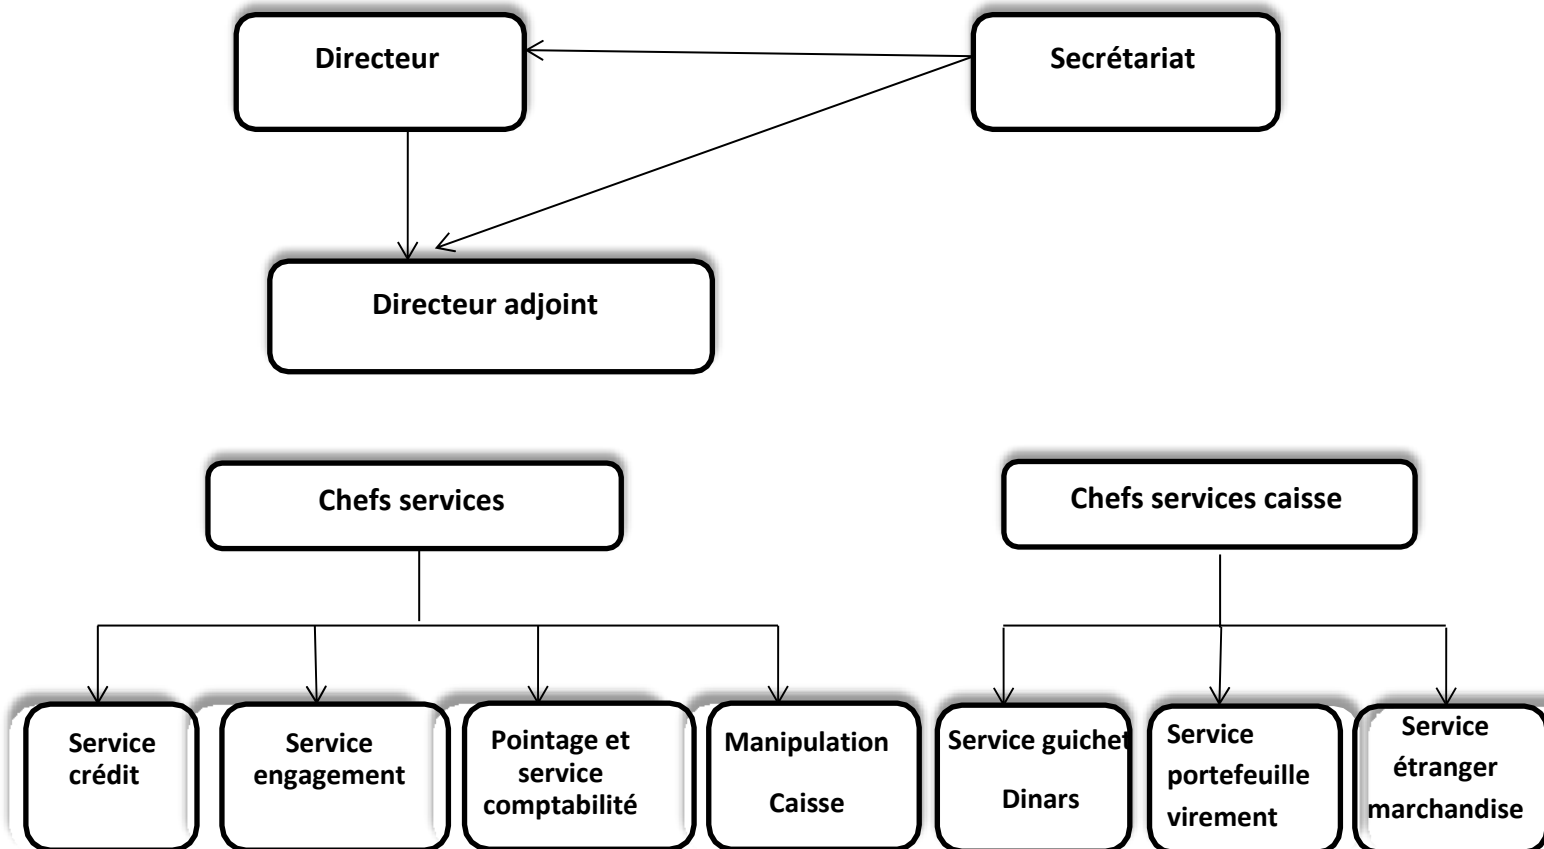 Directeur
Secrétariat
Directeur adjoint
Chefs services
Chefs services caisse
Service
crédit
Service
engagement
Pointage et
service
comptabilité
Manipulation
Caisse
Service guichet
Dinars
Service
portefeuille
virement
Service
étranger
marchandise